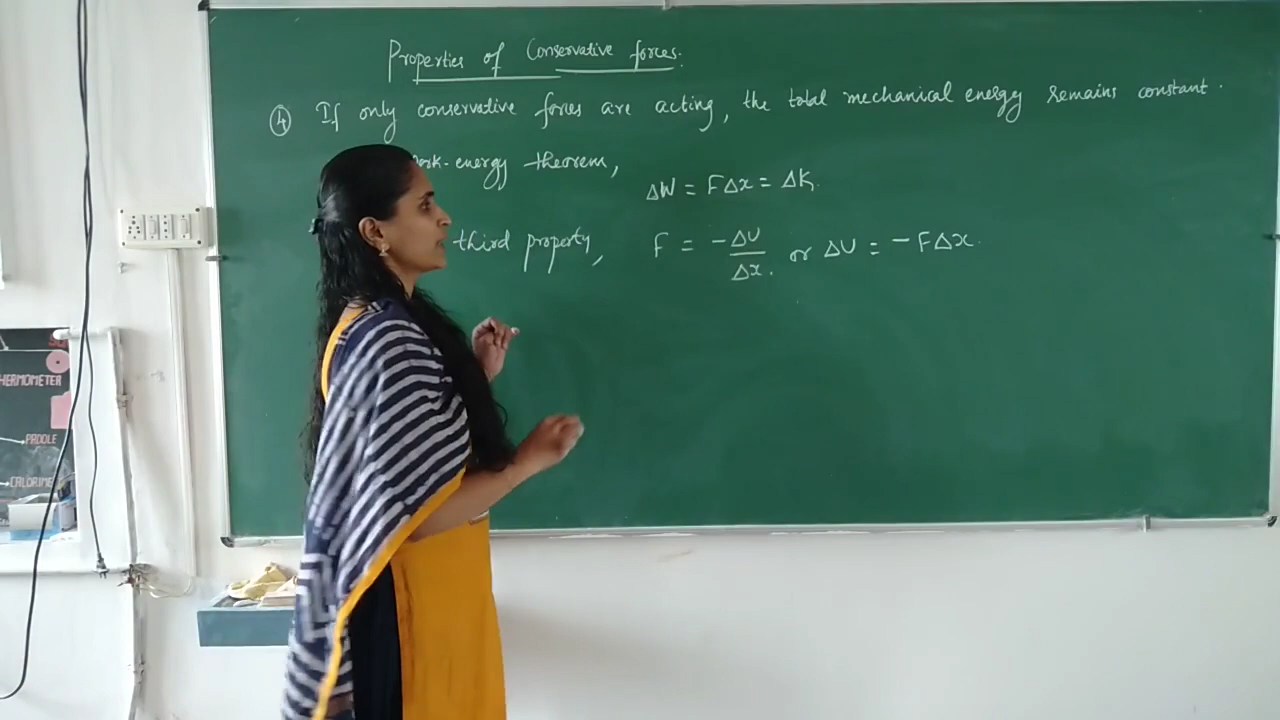 Properties of Conservative forces.
④ If only conservative forces are acting, the total mechanical energy remains constant.
energy theorem, ΔW = FΔx = ΔK.
third property, F = -ΔU/Δx. or ΔU = -FΔx.
THERMOMETER
PADDLE
CALORIME